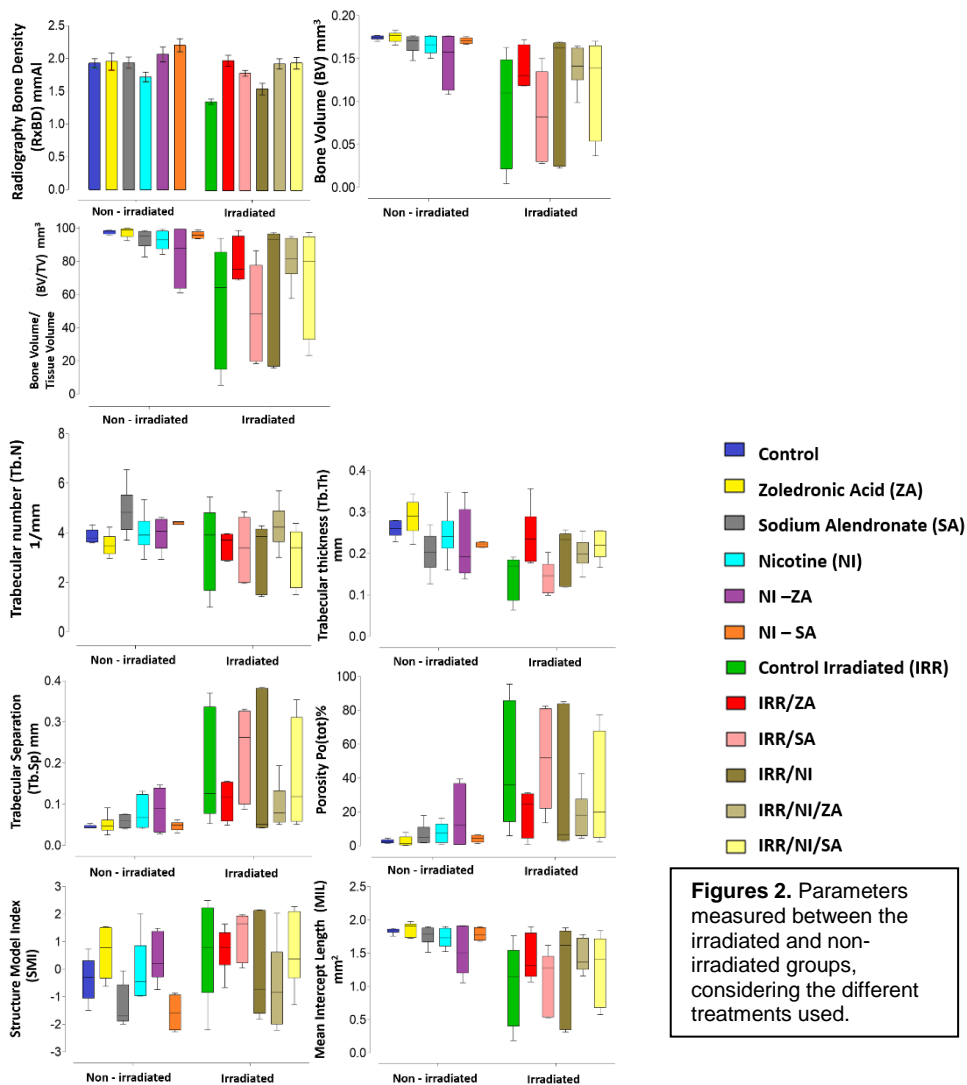 Radiography Bone Density
(RxBD) mmAl
2.5
2.0
1.5
1.0
0.5
0.0
Non - irradiated
Irradiated
Bone Volume (BV) mm³
0.20
0.15
0.10
0.05
0.00
Non - irradiated
Irradiated
Bone Volume/
Tissue Volume
(BV/TV) mm³
100
80
60
40
20
0
Non - irradiated
Irradiated
Trabecular number (Tb.N)
1/mm
8
6
4
2
0
Non - irradiated
Irradiated
Trabecular thickness (Tb.Th)
mm
0.4
0.3
0.2
0.1
0.0
Non - irradiated
Irradiated
Trabecular Separation
(Tb.Sp) mm
0.4
0.3
0.2
0.1
0.0
Non - irradiated
Irradiated
Porosity Po(tot)%
100
80
60
40
20
0
Non - irradiated
Irradiated
Structure Model Index
(SMI)
3
2
1
0
-1
-2
-3
Non - irradiated
Irradiated
Mean Intercept Length (MIL)
mm²
2.5
2.0
1.5
1.0
0.5
0.0
Non - irradiated
Irradiated
Control
Zoledronic Acid (ZA)
Sodium Alendronate (SA)
Nicotine (NI)
NI –ZA
NI – SA
Control Irradiated (IRR)
IRR/ZA
IRR/SA
IRR/NI
IRR/NI/ZA
IRR/NI/SA
Figures 2. Parameters
measured between the
irradiated and non-
irradiated groups,
considering the different
treatments used.